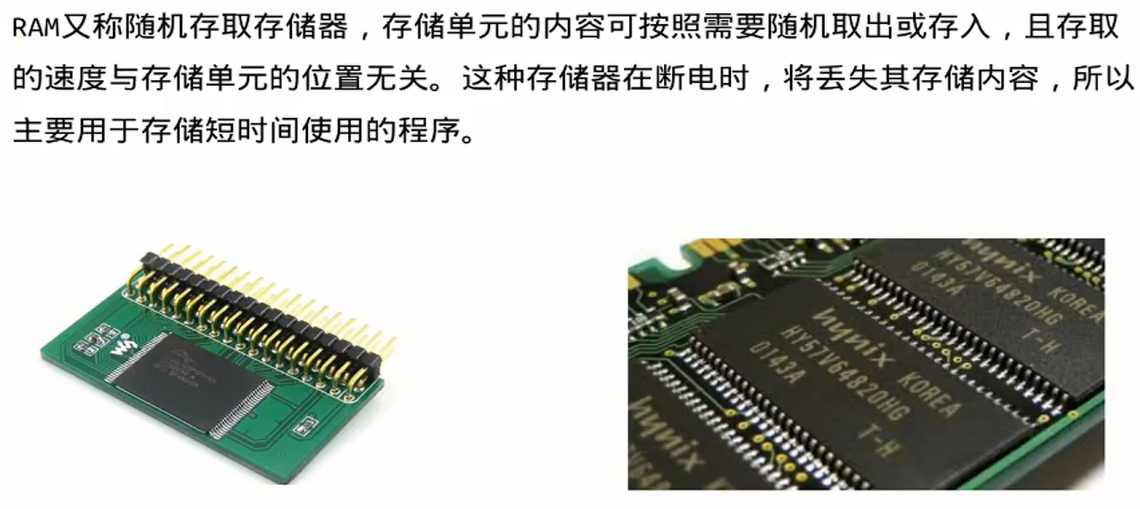 RAM又称随机存取存储器，存储单元的内容可按照需要随机取出或存入，且存取
的速度与存储单元的位置无关。这种存储器在断电时，将丢失其存储内容，所以
主要用于存储短时间使用的程序。
hynix KOREA
HY57V64820HG
0143A T-H
hynix KOREA
HY57V64820HG
0143A T-H
hynix